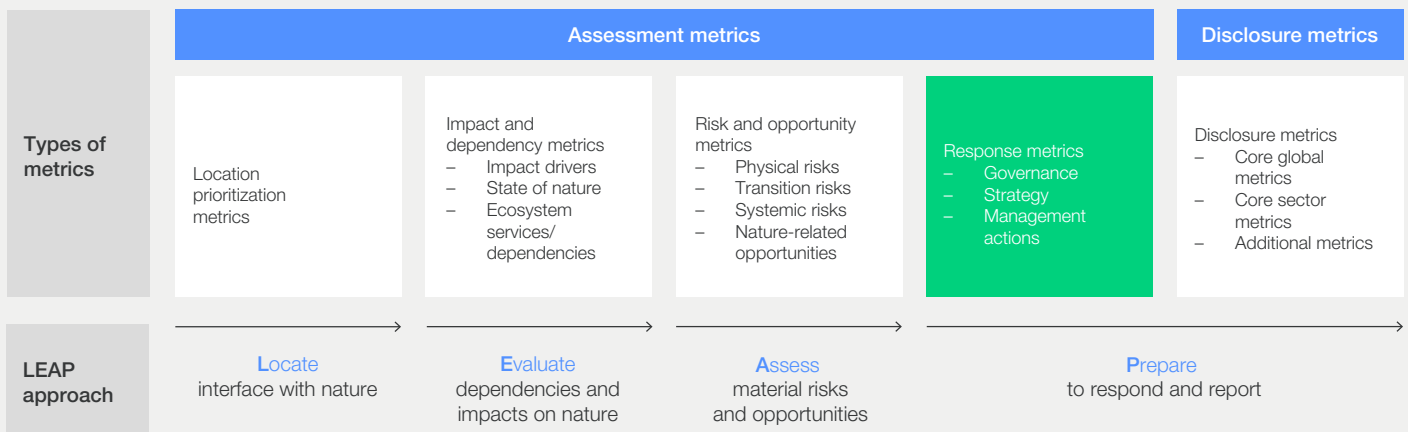 Assessment metrics
Disclosure metrics
Types of
metrics
Location
prioritization
metrics
Impact and
dependency metrics
– Impact drivers
– State of nature
– Ecosystem
services/
dependencies
Risk and opportunity
metrics
– Physical risks
– Transition risks
– Systemic risks
– Nature-related
opportunities
Response metrics
– Governance
– Strategy
– Management
actions
Disclosure metrics
– Core global
metrics
– Core sector
metrics
– Additional metrics
LEAP
approach
Locate
interface with nature
Evaluate
dependencies and
impacts on nature
Assess
material risks
and opportunities
Prepare
to respond and report